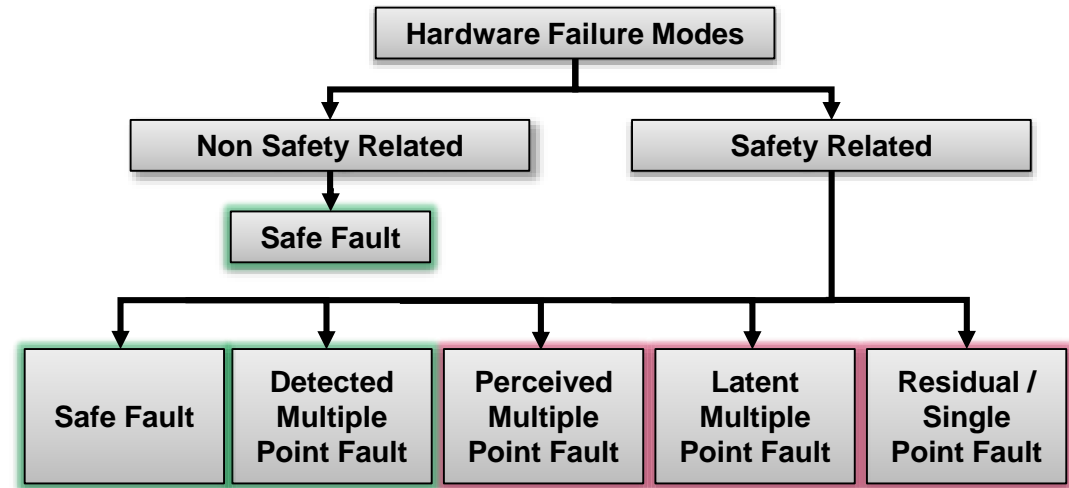 Hardware Failure Modes
Non Safety Related
Safety Related
Safe Fault
Safe Fault
Detected
Multiple
Point Fault
Perceived
Multiple
Point Fault
Latent
Multiple
Point Fault
Residual /
Single
Point Fault